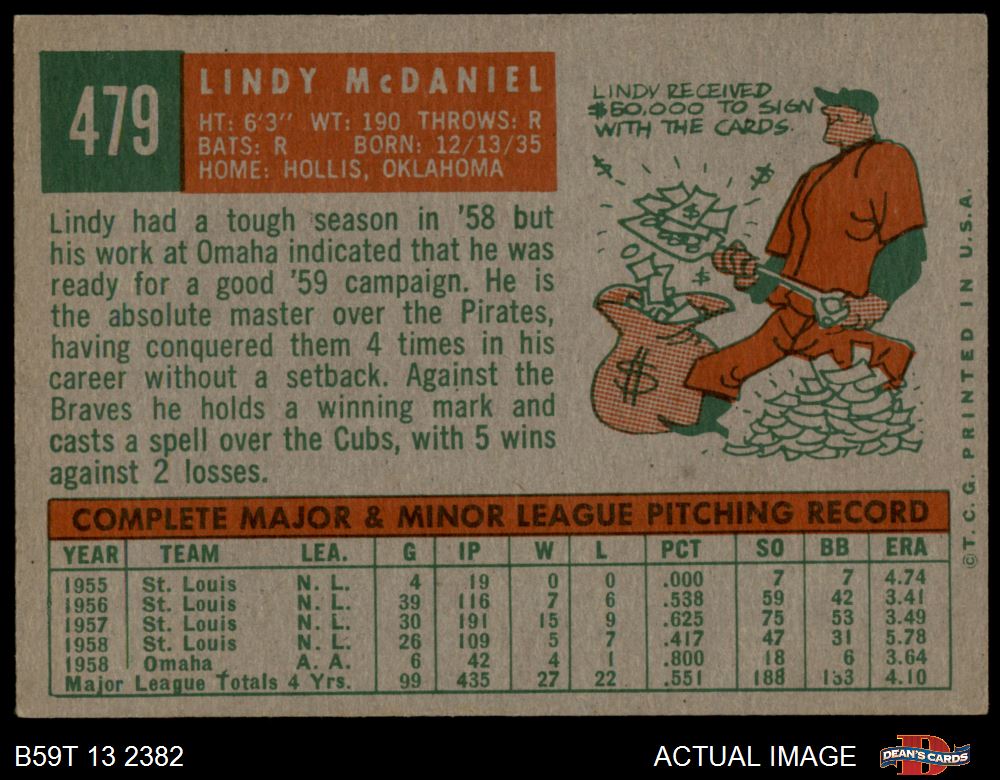 479
LINDY McDANIEL
HT: 6'3" WT: 190 THROWS: R
BATS: R BORN: 12/13/35
HOME: HOLLIS, OKLAHOMA
LINDY RECEIVED
$50,000 TO SIGN
WITH THE CARDS.
Lindy had a tough season in '58 but
his work at Omaha indicated that he was
ready for a good '59 campaign. He is
the absolute master over the Pirates,
having conquered them 4 times in his
career without a setback. Against the
Braves he holds a winning mark and
casts a spell over the Cubs, with 5 wins
against 2 losses.
$
$
$
$
$
COMPLETE MAJOR & MINOR LEAGUE PITCHING RECORD
YEAR TEAM LEA. G IP W L PCT SO BB ERA
1955 St. Louis N. L. 4 19 0 0 .000 7 7 4.74
1956 St. Louis N. L. 39 116 7 6 .538 59 42 3.41
1957 St. Louis N. L. 30 191 15 9 .625 75 53 3.49
1958 St. Louis N. L. 26 109 5 7 .417 47 31 5.78
1958 Omaha A. A. 6 42 4 1 .800 18 6 3.64
Major League Totals 4 Yrs. 99 435 27 22 .551 188 133 4.10
© T. C. G. PRINTED IN U.S.A.
B59T 13 2382
ACTUAL IMAGE
D
DEAN'S CARDS